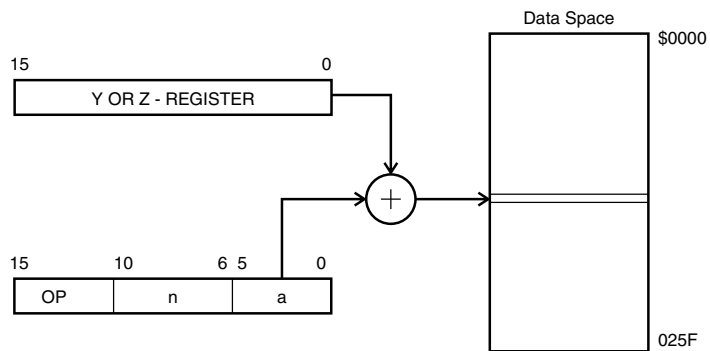 Data Space
$0000
15 0
Y OR Z - REGISTER
+
15 10 6 5 0
OP n a
025F